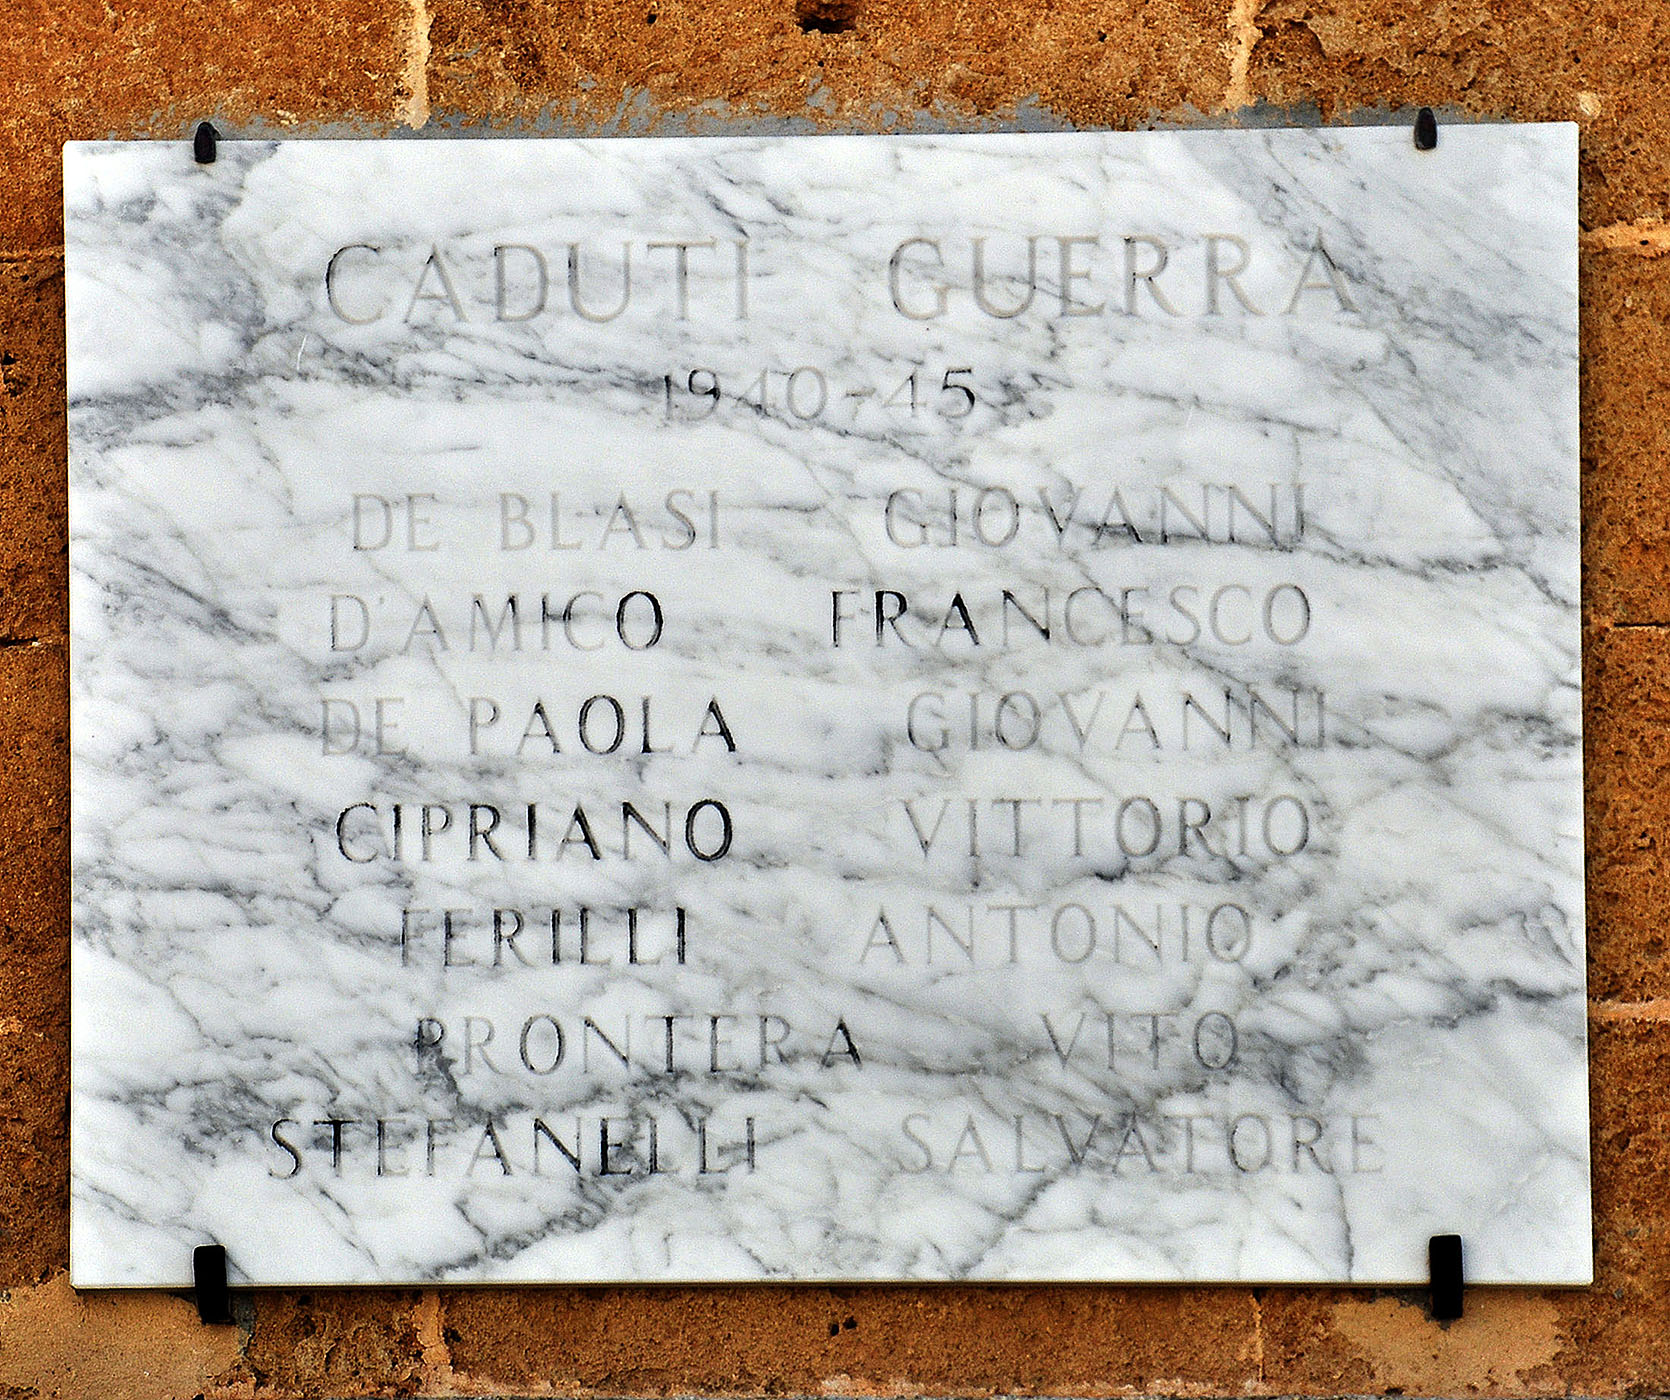 CADUTI GUERRA
1940-45
DE BLASI GIOVANNI
D'AMICO FRANCESCO
DE PAOLA GIOVANNI
CIPRIANO VITTORIO
FERILLI ANTONIO
PRONTERA VITO
STEFANELLI SALVATORE